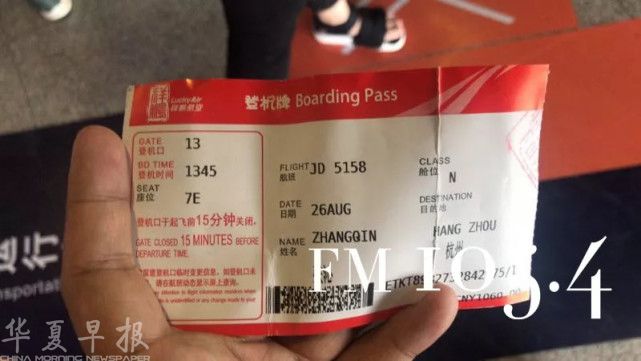 Lucky Air
祥鹏航空
登机牌 Boarding Pass
GATE
登机口
13
BD TIME
登机时间
1345
SEAT
座位
7E
登机口于起飞前15分钟关闭。
GATE CLOSED 15 MINUTES BEFORE
DEPARTURE TIME.
FLIGHT
航班
JD 5158
DATE
日期
26AUG
NAME
姓名
ZHANGQIN
CLASS
舱位
N
DESTINATION
目的地
HANG ZHOU
杭州
FM 105.4
行
ansportat
华夏早报
CHINA MORNING NEWSPAPER